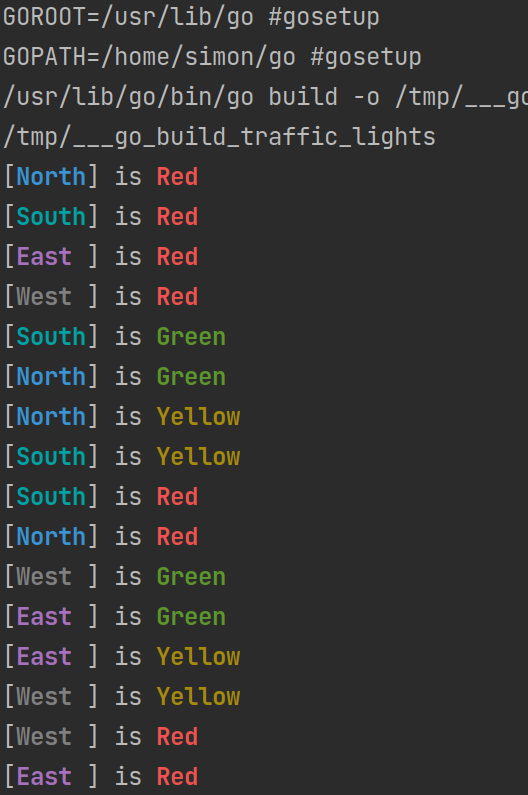 GOROOT=/usr/lib/go #gosetup
GOPATH=/home/simon/go #gosetup
/usr/lib/go/bin/go build -o /tmp/___go
/tmp/___go_build_traffic_lights
[North] is Red
[South] is Red
[East ] is Red
[West ] is Red
[South] is Green
[North] is Green
[North] is Yellow
[South] is Yellow
[South] is Red
[North] is Red
[West ] is Green
[East ] is Green
[East ] is Yellow
[West ] is Yellow
[West ] is Red
[East ] is Red